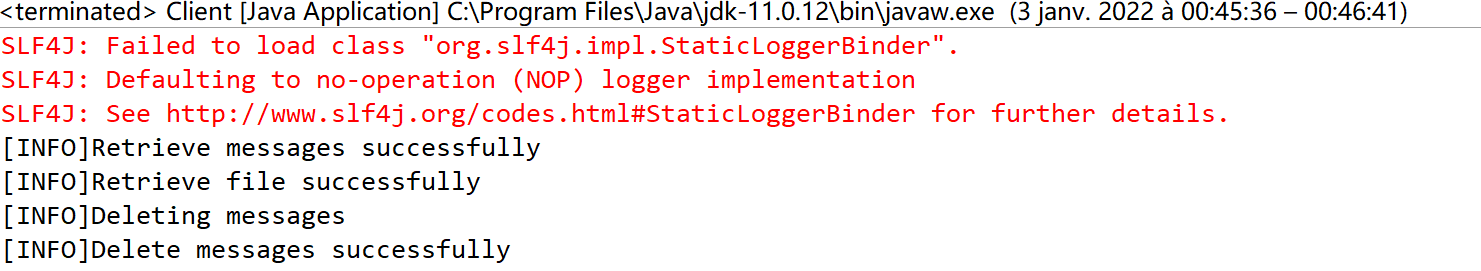 <terminated> Client [Java Application] C:\Program Files\Java\jdk-11.0.12\bin\javaw.exe  (3 janv. 2022 à 00:45:36 – 00:46:41)
SLF4J: Failed to load class "org.slf4j.impl.StaticLoggerBinder".
SLF4J: Defaulting to no-operation (NOP) logger implementation
SLF4J: See http://www.slf4j.org/codes.html#StaticLoggerBinder for further details.
[INFO]Retrieve messages successfully
[INFO]Retrieve file successfully
[INFO]Deleting messages
[INFO]Delete messages successfully